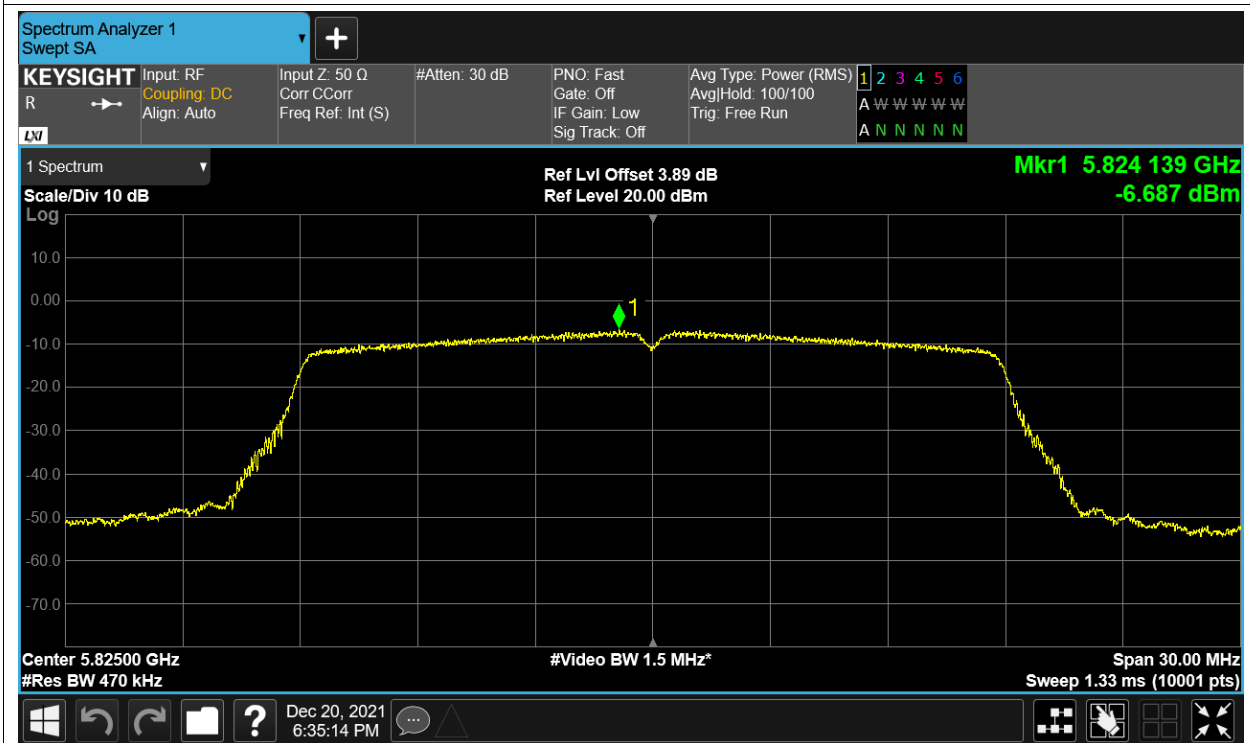 Spectrum Analyzer 1
Swept SA
+
KEYSIGHT
R
LXI
Input: RF
Coupling: DC
Align: Auto
Input Z: 50 Ω
Corr CCorr
Freq Ref: Int (S)
#Atten: 30 dB
PNO: Fast
Gate: Off
IF Gain: Low
Sig Track: Off
Avg Type: Power (RMS)
Avg|Hold: 100/100
Trig: Free Run
1 2 3 4 5 6
A W W W W W
A N N N N N
1 Spectrum
Scale/Div 10 dB
Log
Ref Lvl Offset 3.89 dB
Ref Level 20.00 dBm
Mkr1 5.824 139 GHz
-6.687 dBm
10.0
0.00
1
-10.0
-20.0
-30.0
-40.0
-50.0
-60.0
-70.0
Center 5.82500 GHz
#Res BW 470 kHz
#Video BW 1.5 MHz*
Span 30.00 MHz
Sweep 1.33 ms (10001 pts)
?
Dec 20, 2021
6:35:14 PM